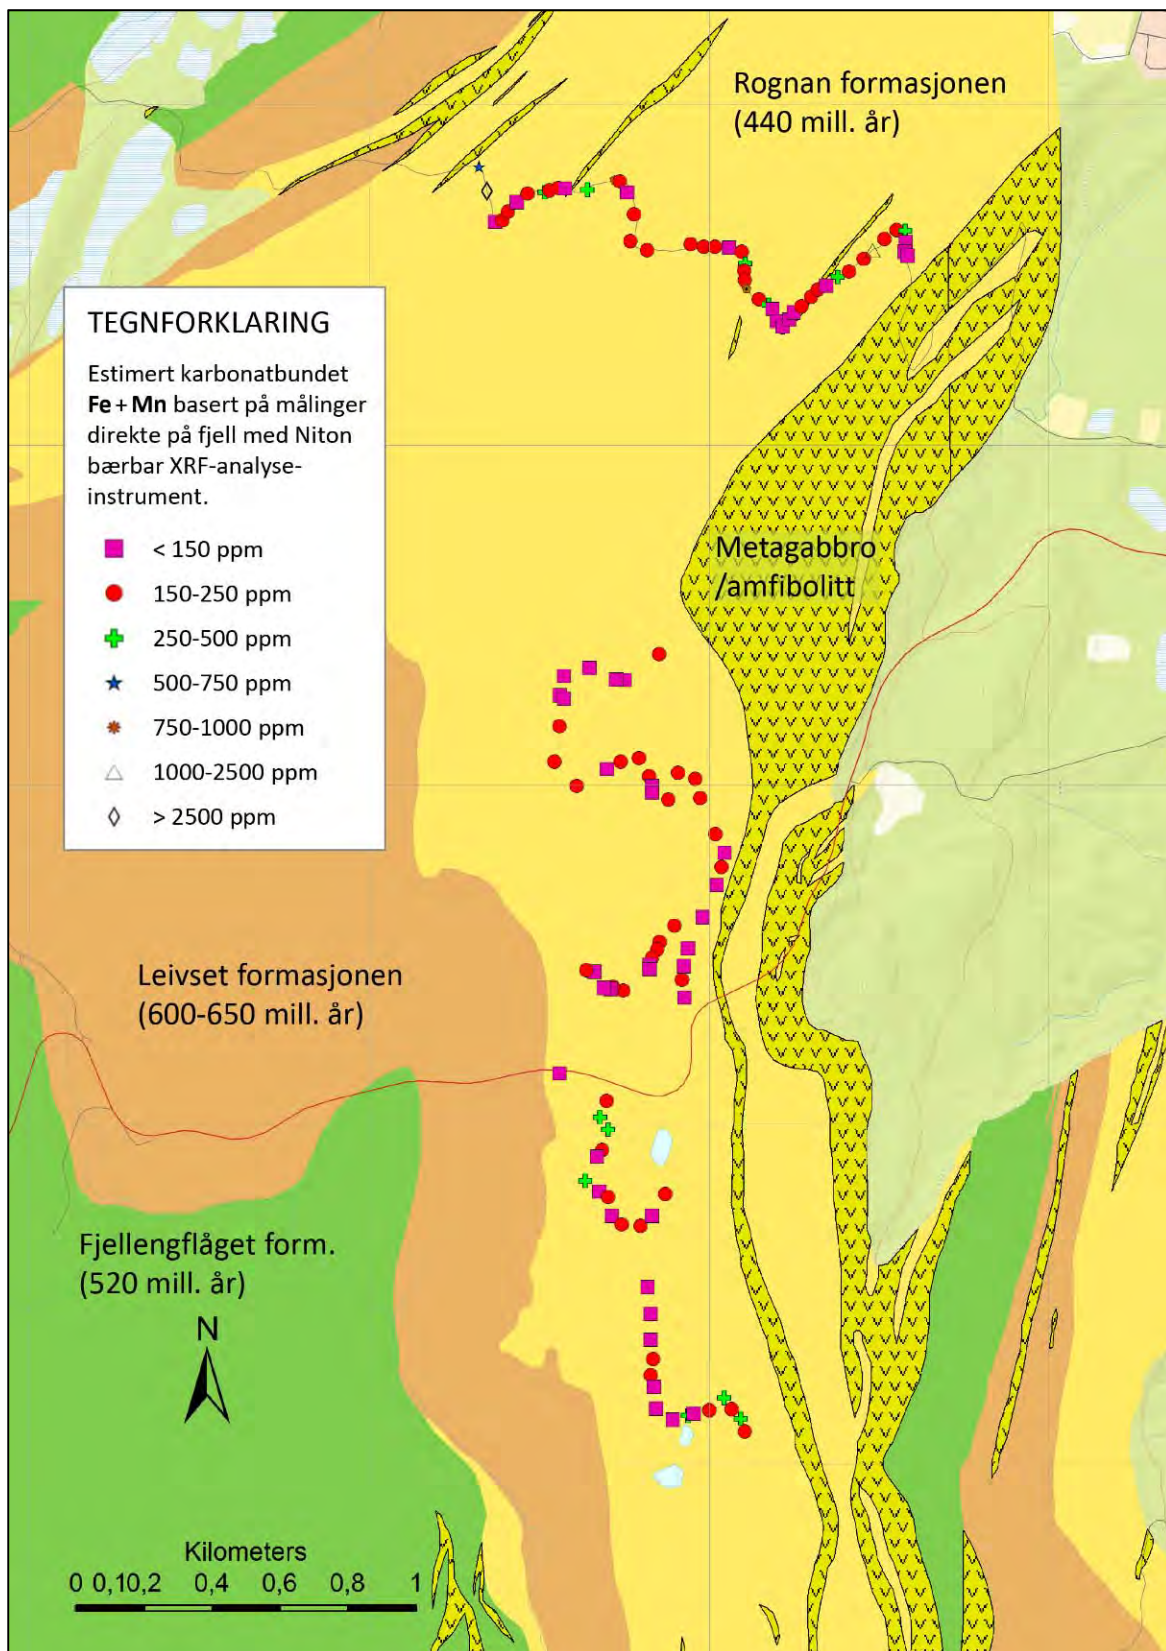 Rognan formasjonen
(440 mill. år)
TEGNFORKLARING
Estimert karbonatbundet
Fe + Mn basert på målinger
direkte på fjell med Niton
bærbar XRF-analyse-
instrument.
< 150 ppm
150-250 ppm
250-500 ppm
500-750 ppm
750-1000 ppm
1000-2500 ppm
> 2500 ppm
Metagabbro
/amfibolitt
Leivset formasjonen
(600-650 mill. år)
Fjellengflåget form.
(520 mill. år)
N
Kilometers
0 0,10,2 0,4 0,6 0,8 1